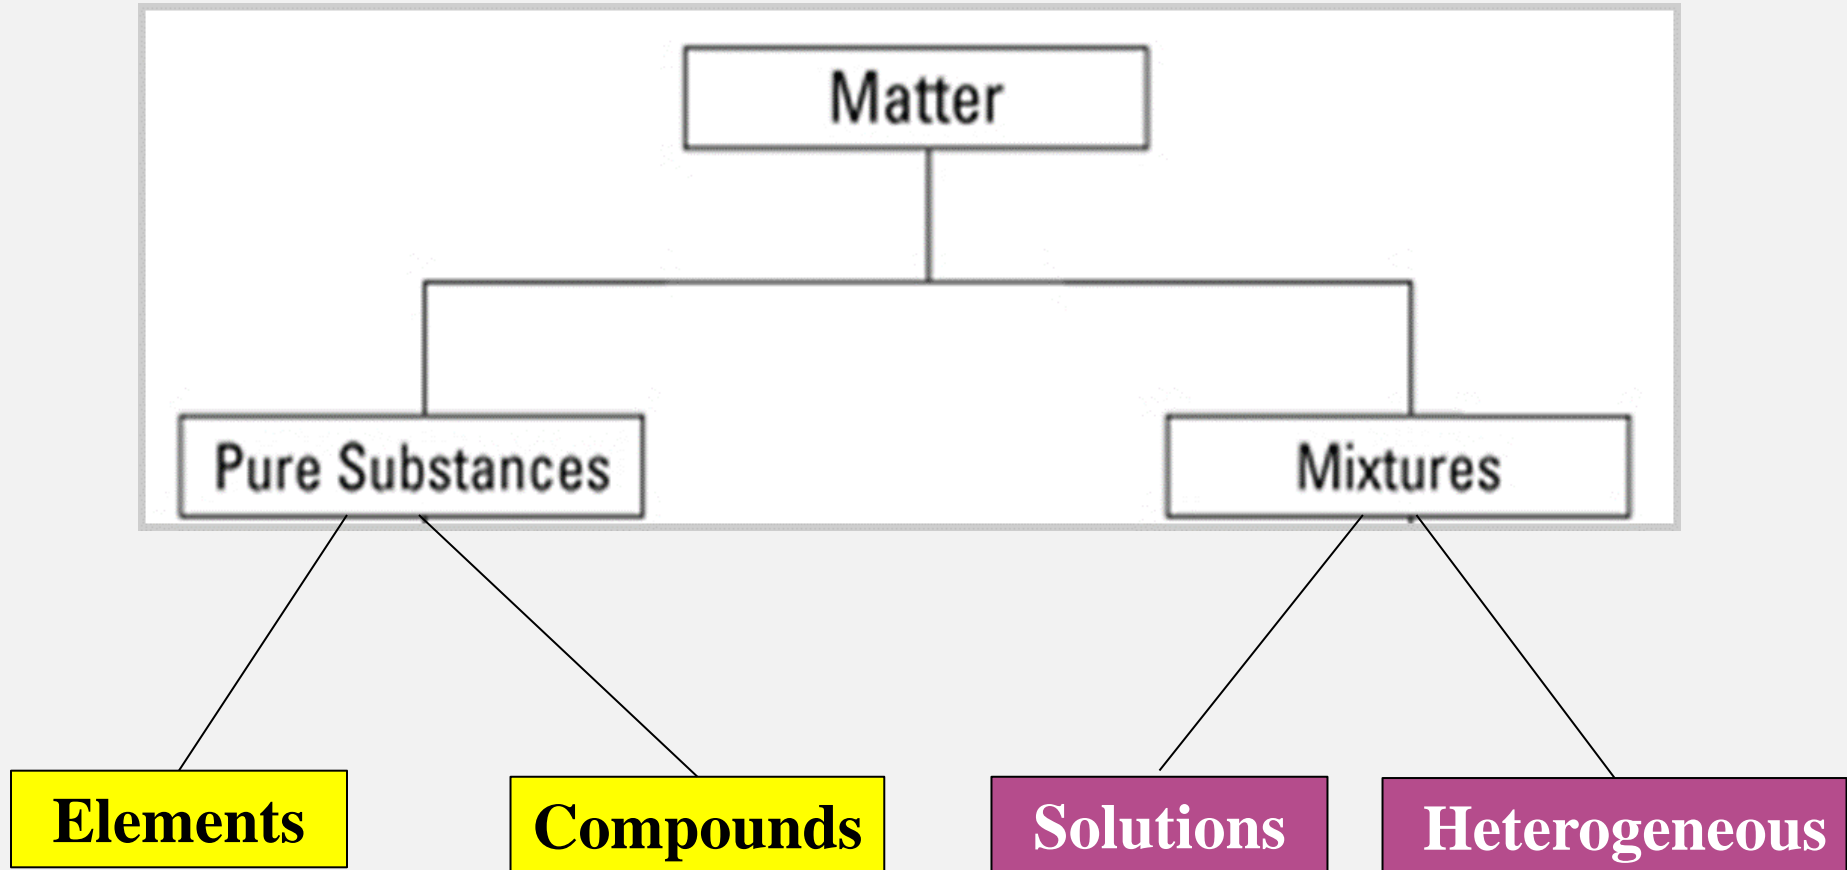 Matter
Pure Substances
Mixtures
Elements
Compounds
Solutions
Heterogeneous